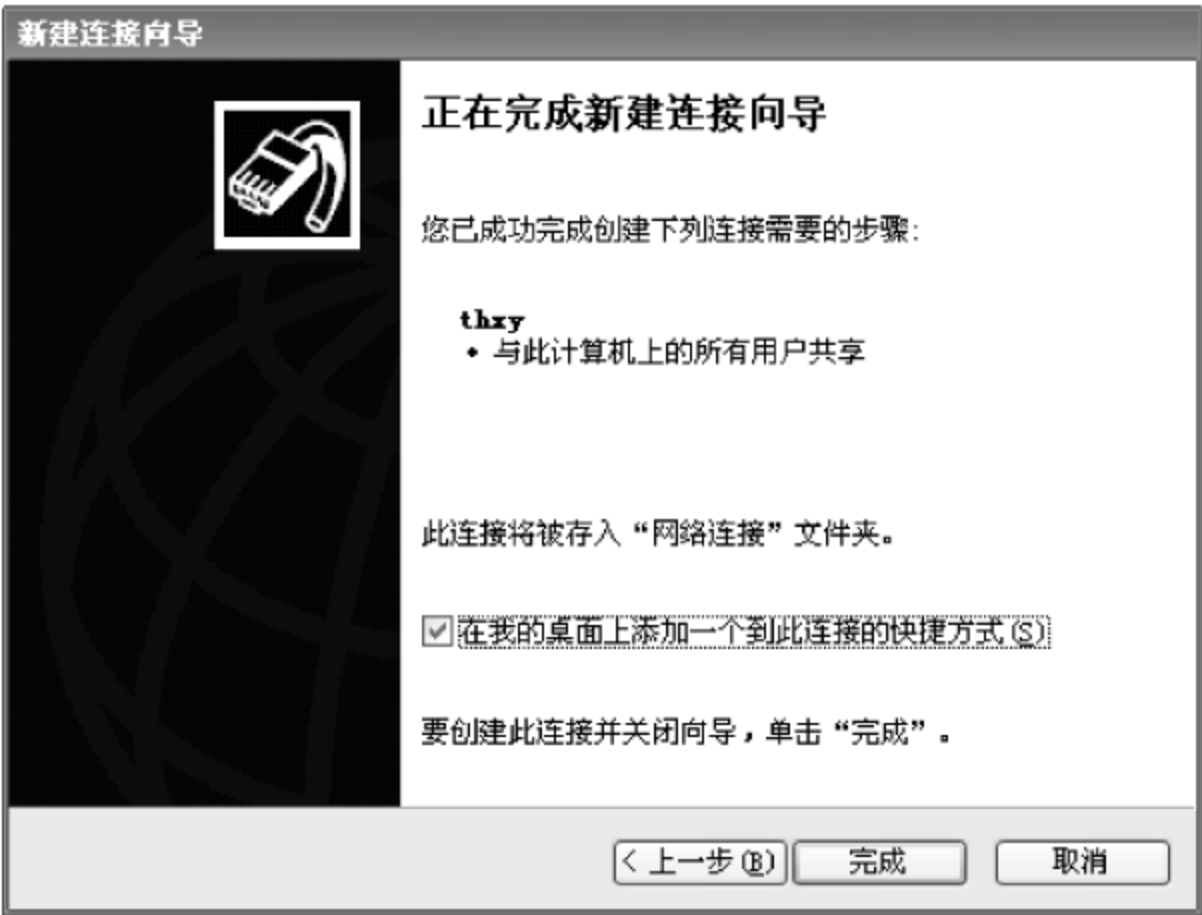 新建连接向导
正在完成新建连接向导
您已成功完成创建下列连接需要的步骤:
thxy
• 与此计算机上的所有用户共享
此连接将被存入“网络连接”文件夹。
在我的桌面上添加一个到此连接的快捷方式(S)
要创建此连接并关闭向导，单击“完成”。
< 上一步(B) 完成 取消